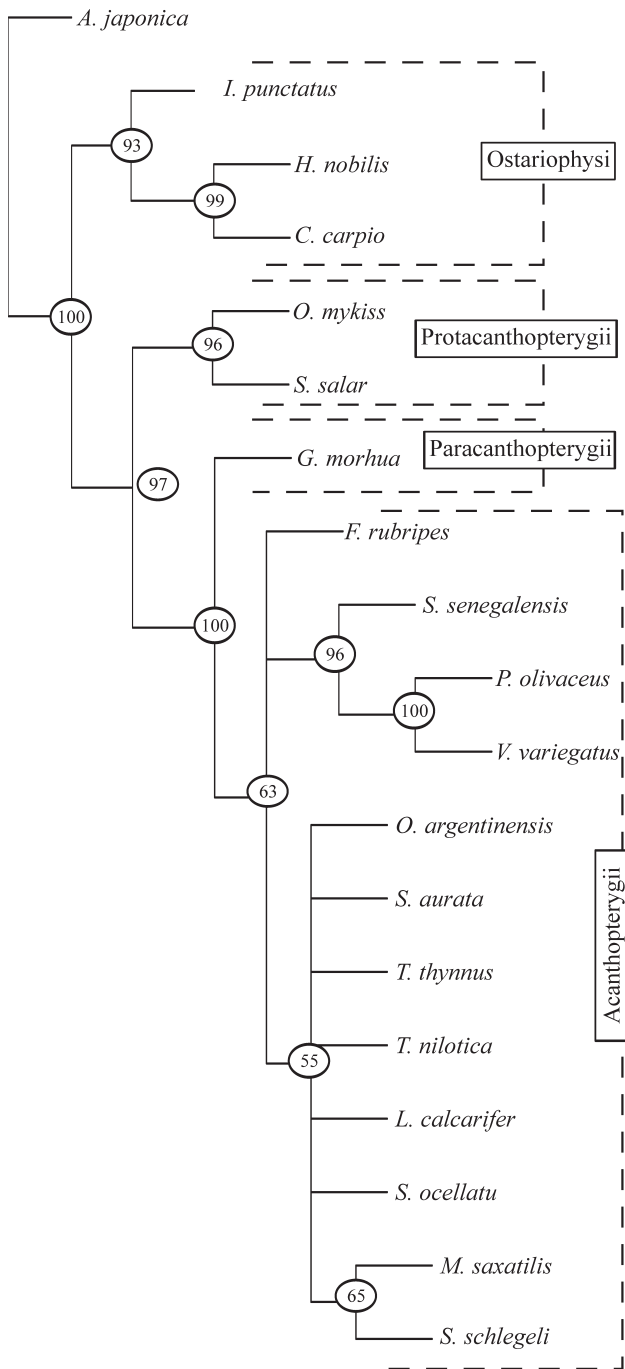 A. japonica
I. punctatus
93
Ostariophysi
H. nobilis
99
C. carpio
O. mykiss
100
Protacanthopterygii
96
S. salar
Paracanthopterygii
G. morhua
97
F. rubripes
S. senegalensis
100
96
P. olivaceus
100
V. variegatus
63
O. argentinensis
S. aurata
Acanthopterygii
T. thynnus
T. nilotica
55
L. calcarifer
S. ocellatu
M. saxatilis
65
S. schlegeli